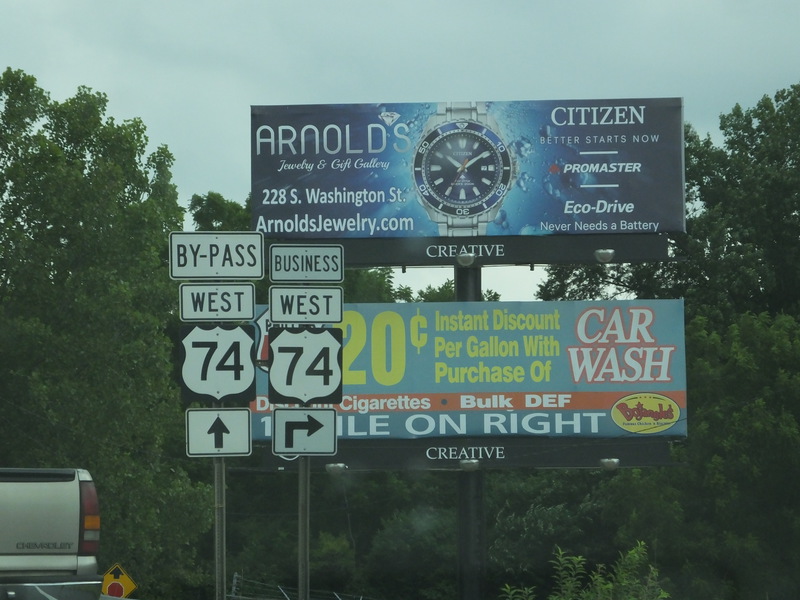 ARNOLD'S
Jewelry & Gift Gallery
228 S. Washington St.
ArnoldsJewelry.com
CITIZEN
CITIZEN
BETTER STARTS NOW
PROMASTER
Eco-Drive
Never Needs a Battery
CREATIVE
BY-PASS
WEST
74
BUSINESS
WEST
74
20¢
Instant Discount
Per Gallon With
Purchase Of
CAR
WASH
Cigarettes • Bulk DEF
ON RIGHT
Bojangles'
CREATIVE
CHEVROLET